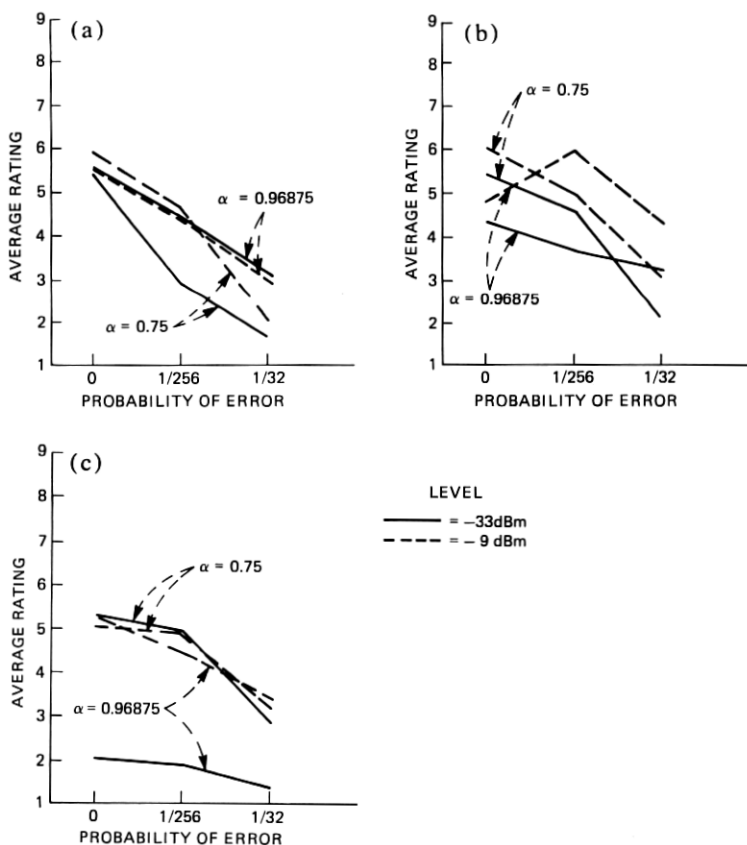 (a)
9
8
7
6
5
4
3
2
1
AVERAGE RATING
α = 0.96875
α = 0.75
0 1/256 1/32
PROBABILITY OF ERROR
(b)
9
8
7
6
5
4
3
2
1
AVERAGE RATING
α = 0.75
α = 0.96875
0 1/256 1/32
PROBABILITY OF ERROR
(c)
9
8
7
6
5
4
3
2
1
AVERAGE RATING
α = 0.75
α = 0.96875
0 1/256 1/32
PROBABILITY OF ERROR
LEVEL
= −33dBm
= − 9 dBm